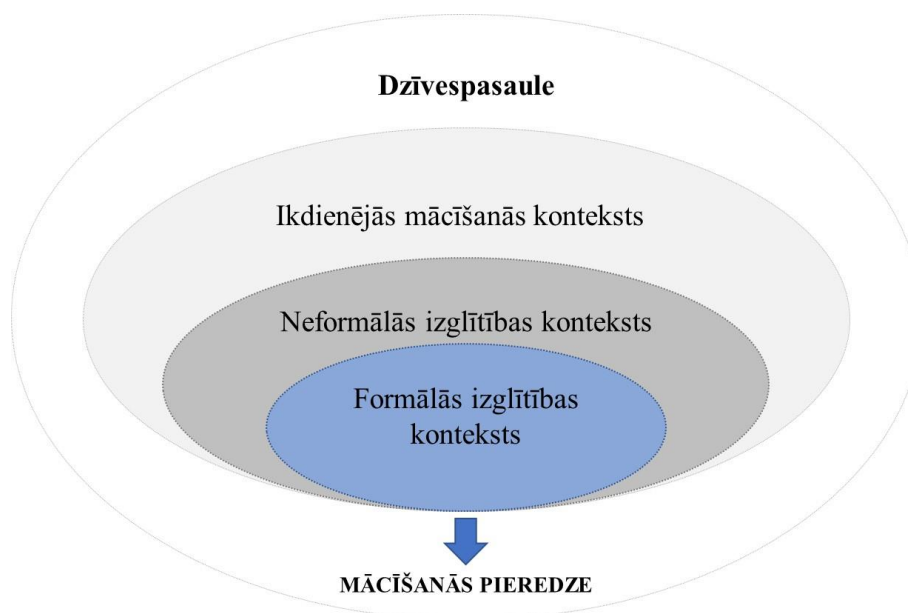 Dzīvespasaule
Ikdienējās mācīšanās konteksts
Neformālās izglītības konteksts
Formālās izglītības
konteksts
MĀCĪŠANĀS PIEREDZE